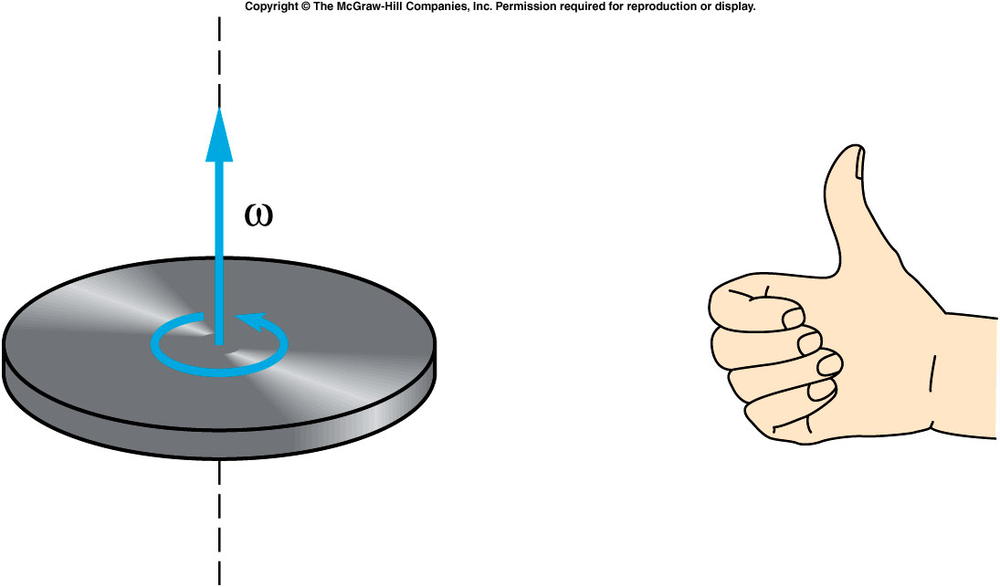 Copyright © The McGraw-Hill Companies, Inc. Permission required for reproduction or display.
ω